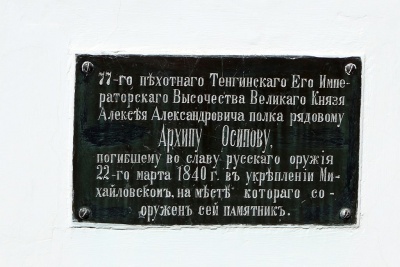 77-го пѣхотнаго Тенгинскаго Его Импе-
раторскаго Высочества Великаго Князя
Алексѣя Александровича полка рядовому
Архипу Осипову,
погибшему во славу русскаго оружія
22-го марта 1840 г. въ укрѣпленіи Ми-
хайловскомъ, на мѣстѣ котораго со-
оруженъ сей памятникъ.